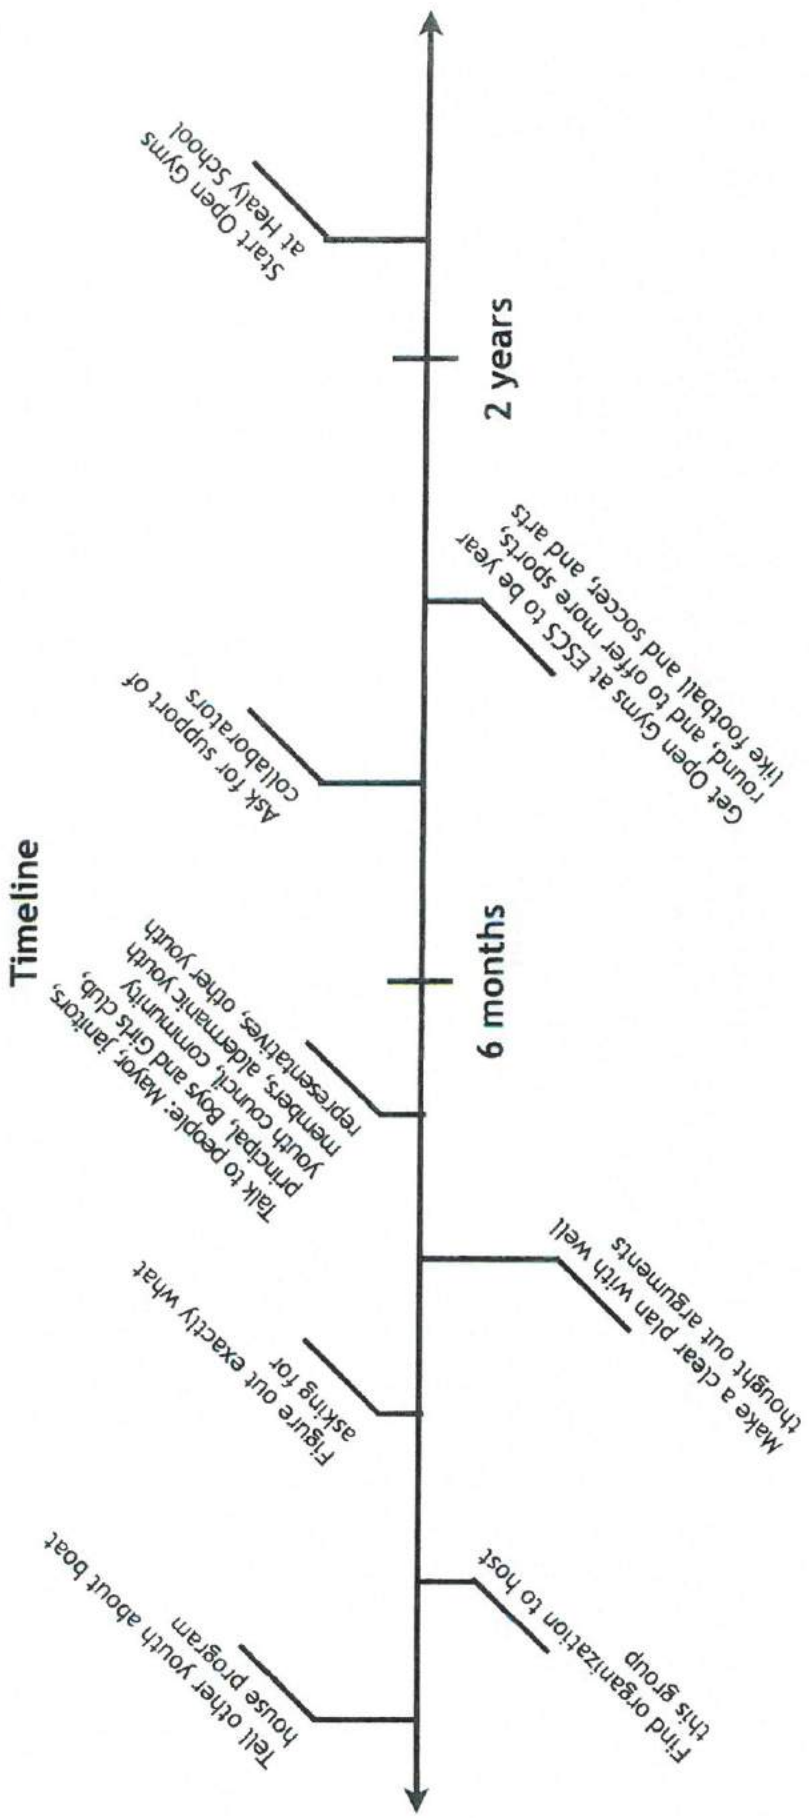 Timeline
Tell other youth about boat
house program
Find organization to host
this group
Figure out exactly what
asking for
Make a clear plan with well
thought out arguments
Talk to people: Mayor, janitors,
principal, Boys and Girls club,
youth council, community
members, aldermanic youth
representatives, other youth
6 months
Ask for support of
collaborators
Get Open Gyms at ESCS to be year
round, and to offer more sports,
like football and soccer, and arts
2 years
Start Open Gyms
at Healy School